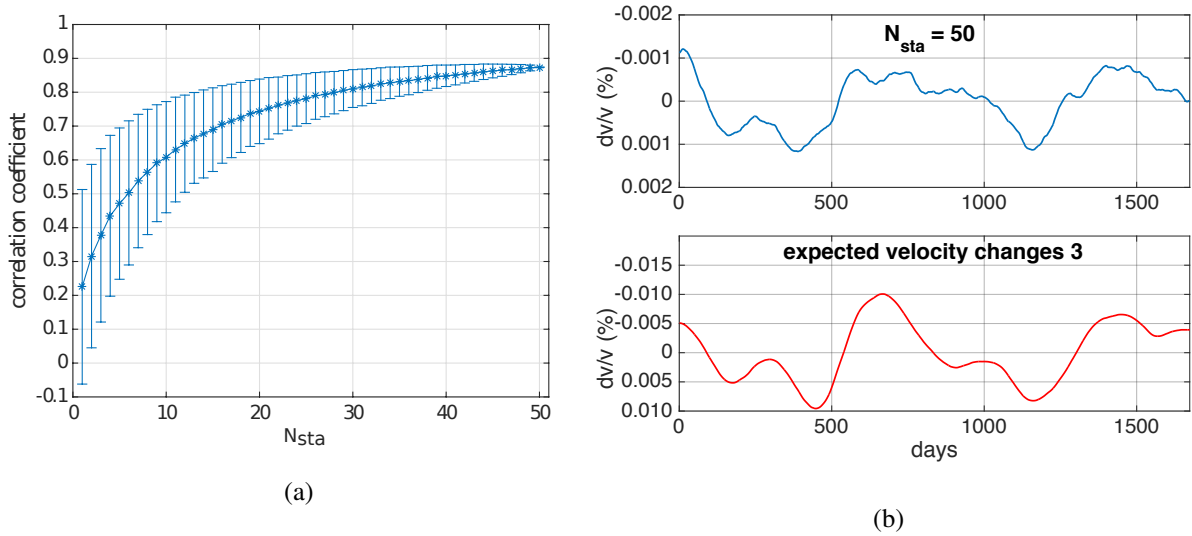 1
0.9
0.8
0.7
0.6
0.5
0.4
0.3
0.2
0.1
0
-0.1
correlation coefficient
0 10 20 30 40 50
Nsta
(a)
Nsta = 50
-0.002
-0.001
0
0.001
0.002
dv/v (%)
0 500 1000 1500
expected velocity changes 3
-0.015
-0.010
-0.005
0
0.005
0.010
dv/v (%)
0 500 1000 1500
days
(b)